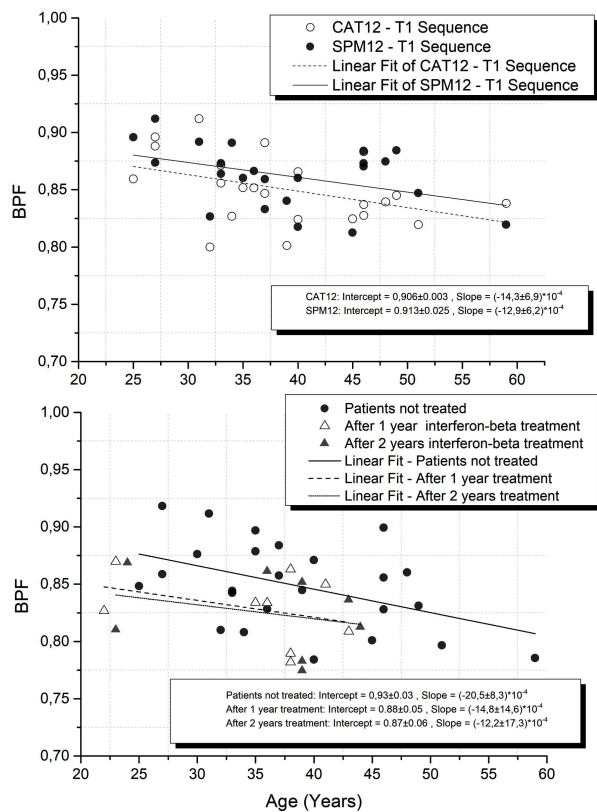 CAT12 - T1 Sequence
SPM12 - T1 Sequence
Linear Fit of CAT12 - T1 Sequence
Linear Fit of SPM12 - T1 Sequence
1,00
0,95
0,90
0,85
0,80
0,75
0,70
BPF
CAT12: Intercept = 0,906±0.003 , Slope = (-14,3±6,9)*10-4
SPM12: Intercept = 0.913±0.025 , Slope = (-12,9±6,2)*10-4
20 25 30 35 40 45 50 55 60
Patients not treated
After 1 year interferon-beta treatment
After 2 years interferon-beta treatment
Linear Fit - Patients not treated
Linear Fit - After 1 year treatment
Linear Fit - After 2 years treatment
1,00
0,95
0,90
0,85
0,80
0,75
0,70
BPF
Patients not treated: Intercept = 0,93±0.03 , Slope = (-20,5±8,3)*10-4
After 1 year treatment: Intercept = 0.88±0.05 , Slope = (-14,8±14,6)*10-4
After 2 years treatment: Intercept = 0.87±0.06 , Slope = (-12,2±17,3)*10-4
20 25 30 35 40 45 50 55 60
Age (Years)